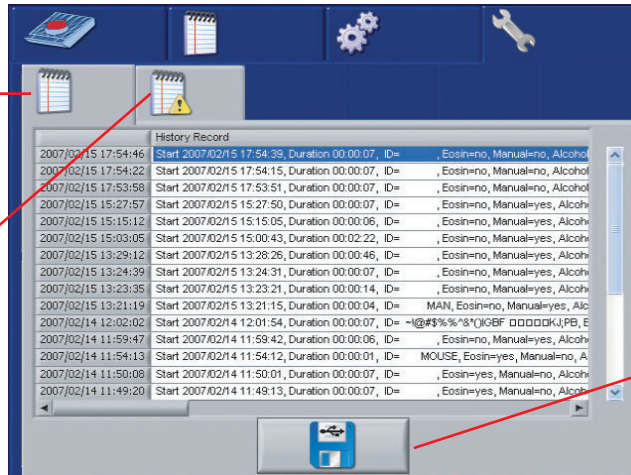 History Record
2007/02/15 17:54:46 Start 2007/02/15 17:54:39, Duration 00:00:07, ID= , Eosin=no, Manual=no, Alcohol
2007/02/15 17:54:22 Start 2007/02/15 17:54:15, Duration 00:00:07, ID= , Eosin=no, Manual=no, Alcohol
2007/02/15 17:53:58 Start 2007/02/15 17:53:51, Duration 00:00:07, ID= , Eosin=no, Manual=no, Alcohol
2007/02/15 15:27:57 Start 2007/02/15 15:27:50, Duration 00:00:07, ID= , Eosin=no, Manual=yes, Alcoh
2007/02/15 15:15:12 Start 2007/02/15 15:15:05, Duration 00:00:06, ID= , Eosin=no, Manual=yes, Alcoh
2007/02/15 15:03:05 Start 2007/02/15 15:00:43, Duration 00:02:22, ID= , Eosin=no, Manual=yes, Alcoh
2007/02/15 13:29:12 Start 2007/02/15 13:28:26, Duration 00:00:46, ID= , Eosin=no, Manual=yes, Alcoh
2007/02/15 13:24:39 Start 2007/02/15 13:24:31, Duration 00:00:07, ID= , Eosin=no, Manual=yes, Alcoh
2007/02/15 13:23:35 Start 2007/02/15 13:23:21, Duration 00:00:14, ID= , Eosin=no, Manual=yes, Alcoh
2007/02/15 13:21:19 Start 2007/02/15 13:21:15, Duration 00:00:04, ID= MAN, Eosin=no, Manual=yes, Alc
2007/02/14 12:02:02 Start 2007/02/14 12:01:54, Duration 00:00:07, ID= ~!@#$%%^&*()IGBF □□□□□KJ;PB, E
2007/02/14 11:59:47 Start 2007/02/14 11:59:42, Duration 00:00:06, ID= , Eosin=no, Manual=yes, Alcoh
2007/02/14 11:54:13 Start 2007/02/14 11:54:12, Duration 00:00:01, ID= MOUSE, Eosin=yes, Manual=no, A
2007/02/14 11:50:08 Start 2007/02/14 11:50:01, Duration 00:00:07, ID= , Eosin=yes, Manual=no, Alcoh
2007/02/14 11:49:20 Start 2007/02/14 11:49:13, Duration 00:00:07, ID= , Eosin=yes, Manual=no, Alcoh